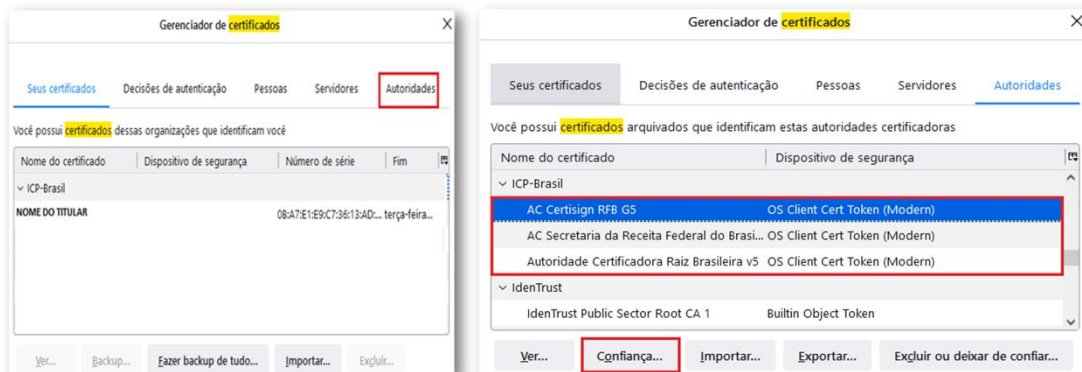 Gerenciador de certificados
Seus certificados Decisões de autenticação Pessoas Servidores Autoridades
Você possui certificados dessas organizações que identificam você
Nome do certificado Dispositivo de segurança Número de série Fim
ICP-Brasil
NOME DO TITULAR 0B:A7:E1:E9:C7:36:13:AD:... terça-feira...
Ver... Backup... Fazer backup de tudo... Importar... Excluir...
Gerenciador de certificados
Seus certificados Decisões de autenticação Pessoas Servidores Autoridades
Você possui certificados arquivados que identificam estas autoridades certificadoras
Nome do certificado Dispositivo de segurança
ICP-Brasil
AC Certisign RFB G5 OS Client Cert Token (Modern)
AC Secretaria da Receita Federal do Brasi... OS Client Cert Token (Modern)
Autoridade Certificadora Raiz Brasileira v5 OS Client Cert Token (Modern)
IdenTrust
IdenTrust Public Sector Root CA 1 Builtin Object Token
Ver... Confiança... Importar... Exportar... Excluir ou deixar de confiar...